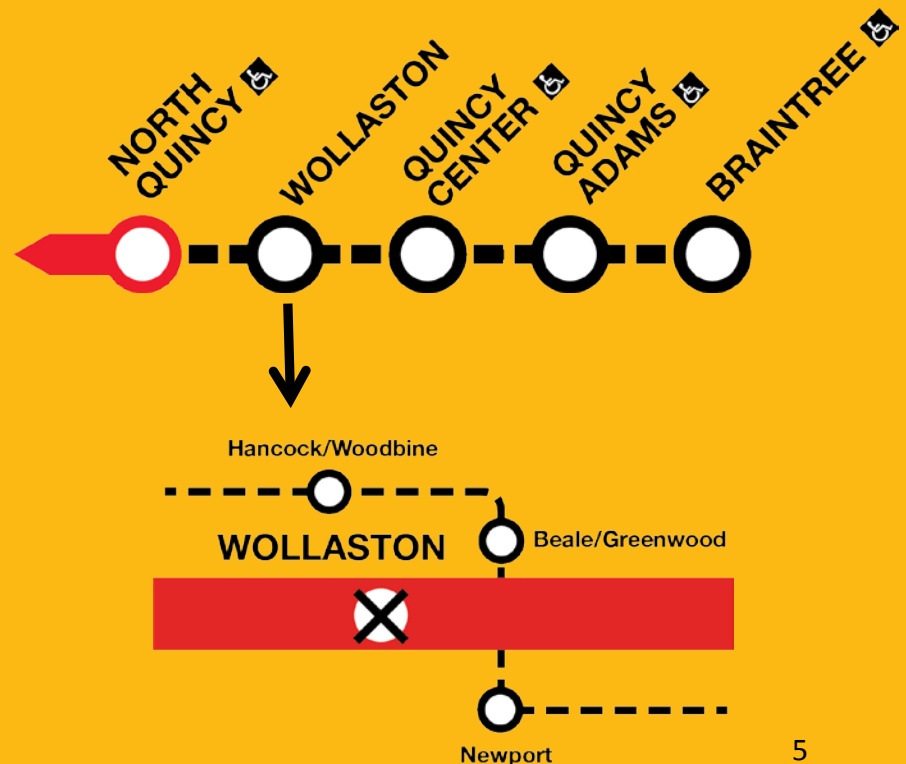 NORTH
QUINCY
WOLLASTON
QUINCY
CENTER
QUINCY
ADAMS
BRAINTREE
Hancock/Woodbine
WOLLASTON
Beale/Greenwood
Newport
5